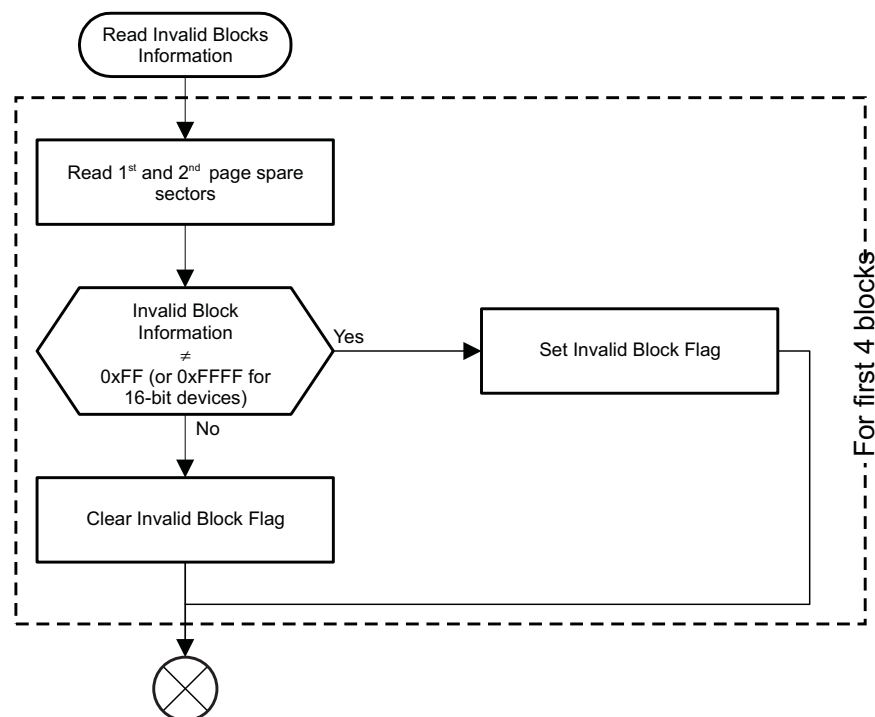 Read Invalid Blocks
Information
Read 1st and 2nd page spare
sectors
Invalid Block
Information
≠
0xFF (or 0xFFFF for
16-bit devices)
Yes
Set Invalid Block Flag
No
Clear Invalid Block Flag
For first 4 blocks